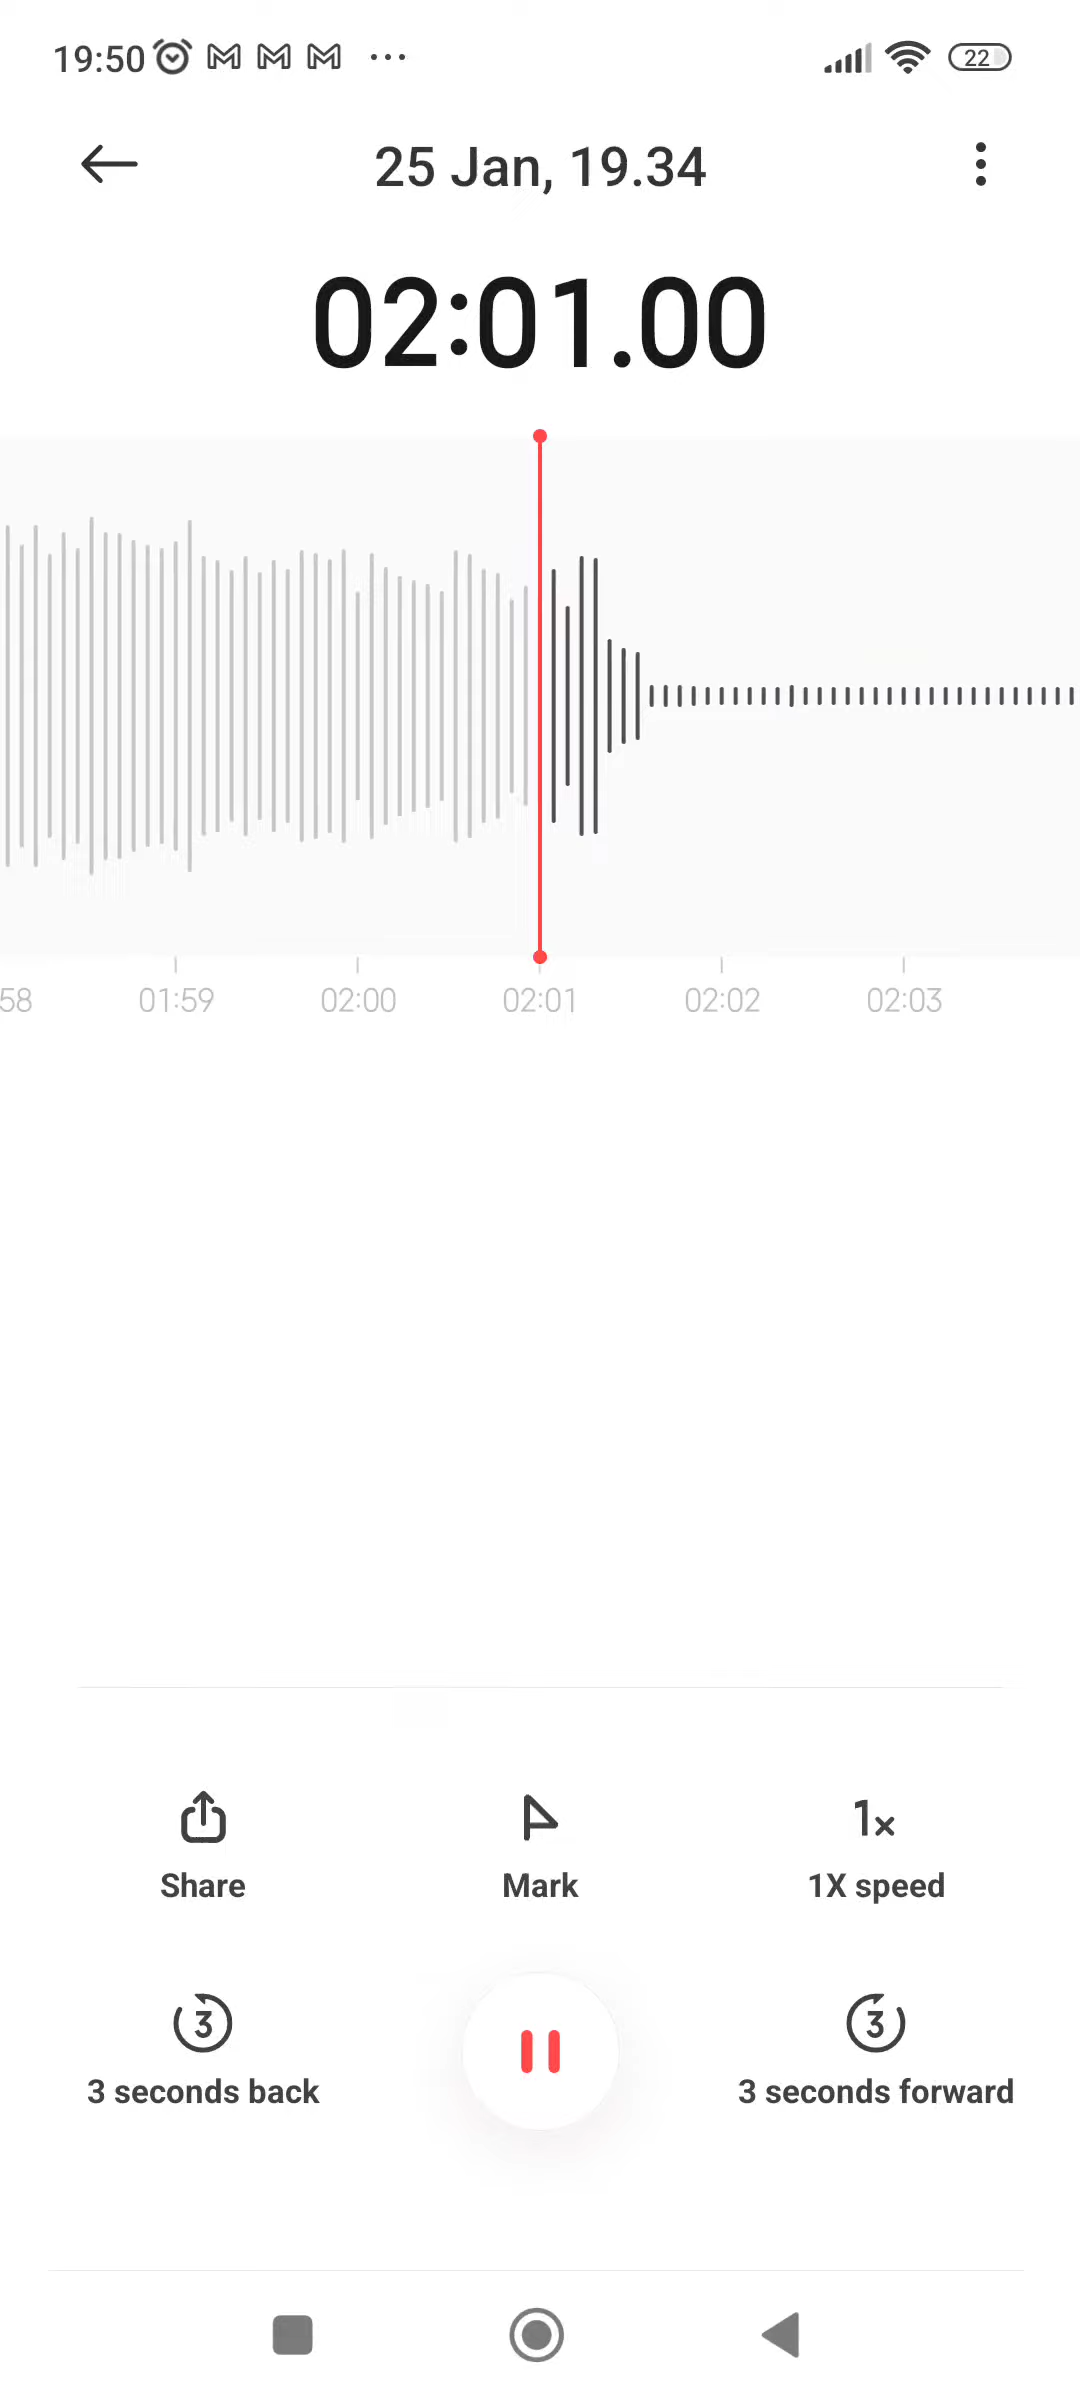 19:50 ... 22
25 Jan, 19.34
02:01.00
58 01:59 02:00 02:01 02:02 02:03
Share Mark 1x
1X speed
3 3
3 seconds back 3 seconds forward